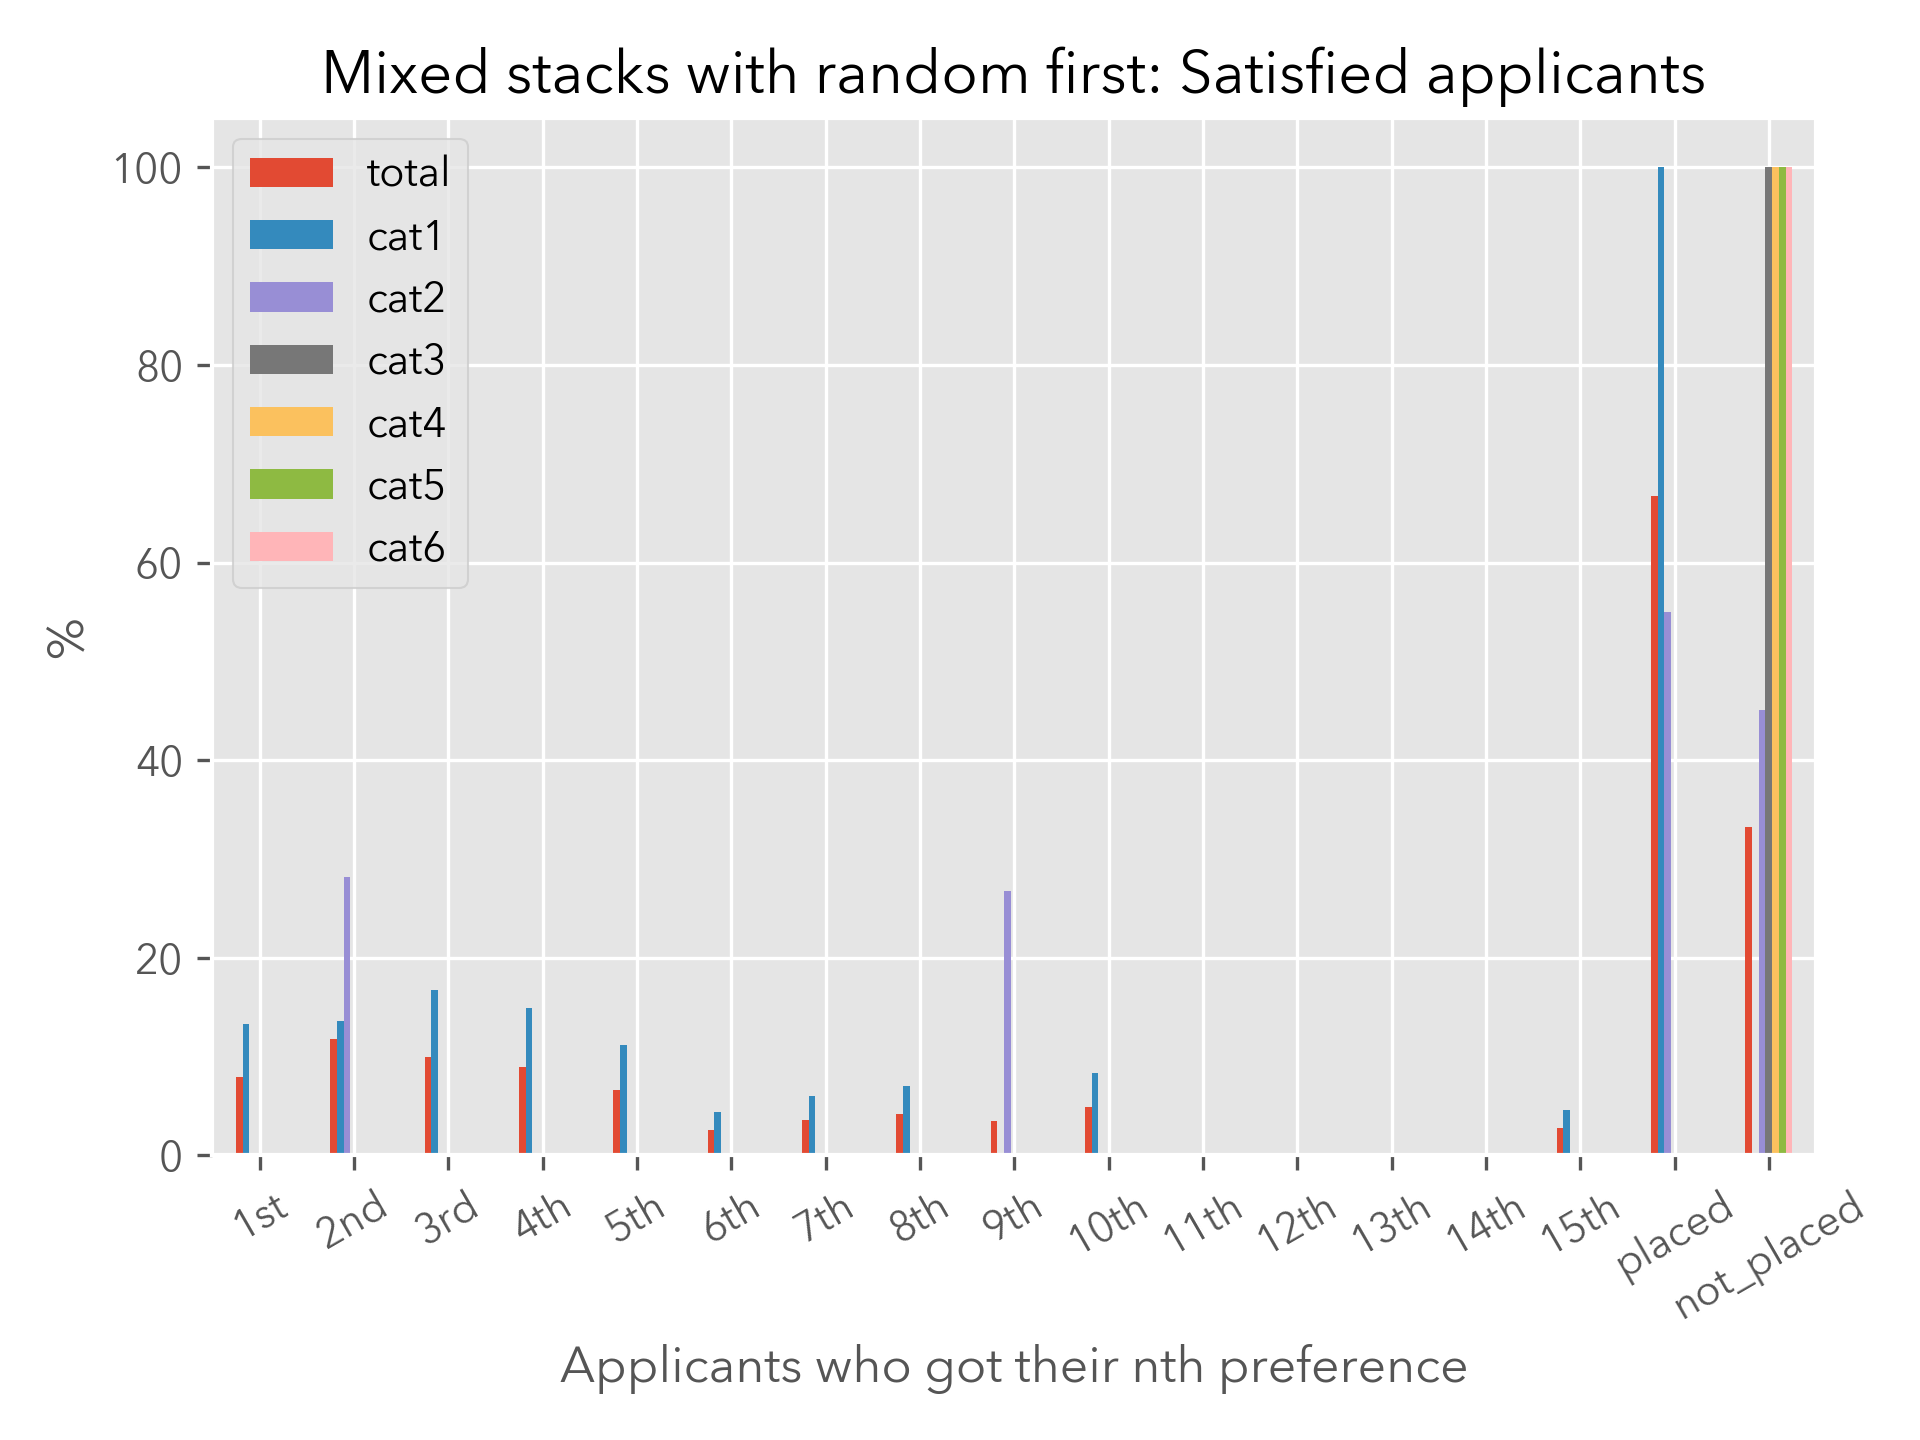 Mixed stacks with random first: Satisfied applicants
total
cat1
cat2
cat3
cat4
cat5
cat6
100
80
60
40
20
0
%
1st 2nd 3rd 4th 5th 6th 7th 8th 9th 10th 11th 12th 13th 14th 15th placed not_placed
Applicants who got their nth preference